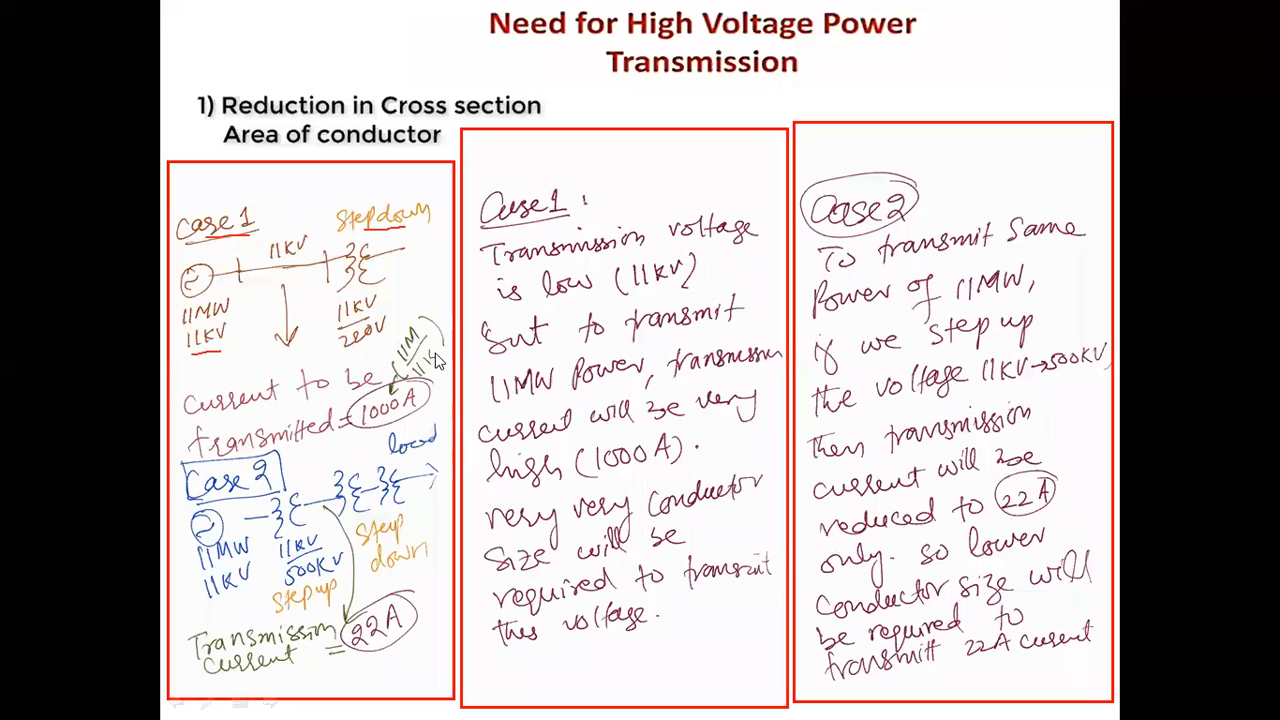 Need for High Voltage Power
Transmission
1) Reduction in Cross section
Area of conductor
Case 1
Stepdown
11KV
11MW
11KV
11KV
220V
11M
11K
Current to be
transmitted = 1000A
Case 2
load
11MW
11KV
11KV
500KV
Step up
Step
down
Transmission
current = 22A
Case 1 :
Transmission voltage
is low (11KV)
But to transmit
11MW Power, transmission
current will be very
high (1000A).
very very conductor
size will be
required to transmit
this voltage.
Case 2
To transmit same
Power of 11MW,
if we step up
the voltage 11KV→500KV,
then transmission
current will be
reduced to 22A
only. so lower
Conductor size will
be required to
transmitt 22A current